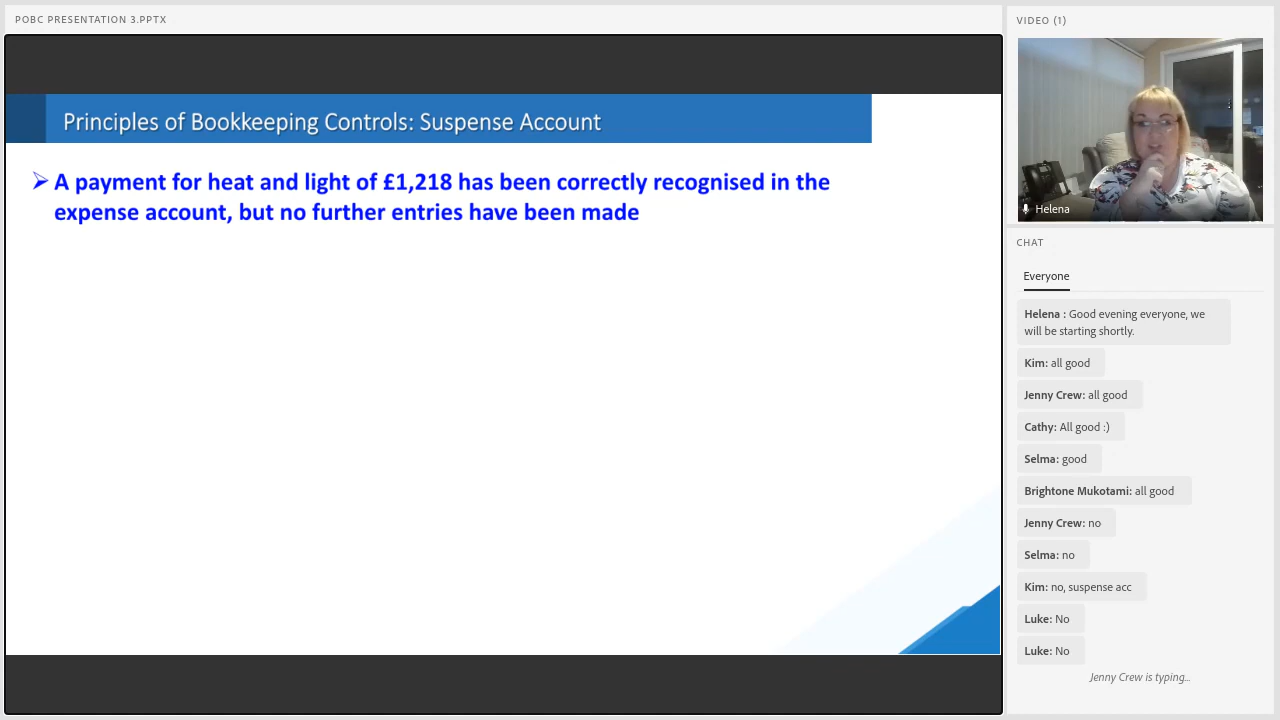 POBC PRESENTATION 3.PPTX
Principles of Bookkeeping Controls: Suspense Account
➢ A payment for heat and light of £1,218 has been correctly recognised in the
expense account, but no further entries have been made
VIDEO (1)
Helena
CHAT
Everyone
Helena : Good evening everyone, we
will be starting shortly.
Kim: all good
Jenny Crew: all good
Cathy: All good :)
Selma: good
Brightone Mukotami: all good
Jenny Crew: no
Selma: no
Kim: no, suspense acc
Luke: No
Luke: No
Jenny Crew is typing...